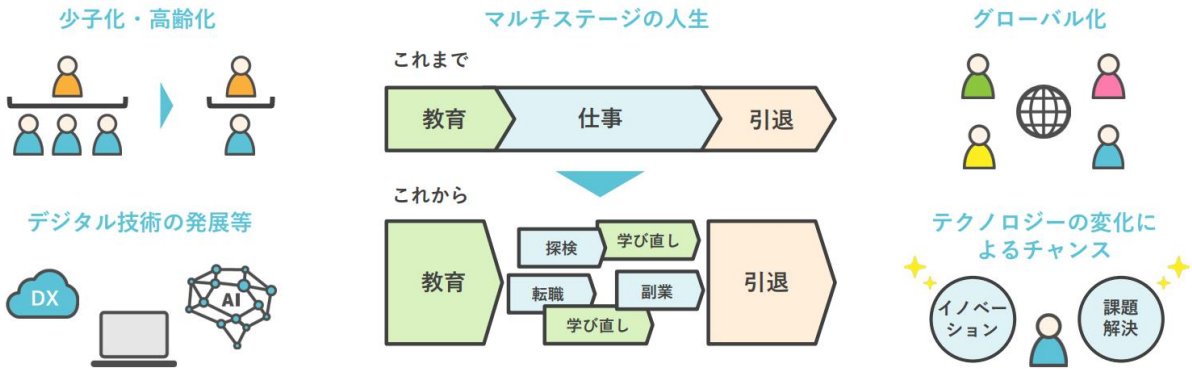 少子化・高齢化
マルチステージの人生
グローバル化
これまで
教育
仕事
引退
これから
教育
探検
学び直し
転職
副業
学び直し
引退
デジタル技術の発展等
DX
AI
テクノロジーの変化に
よるチャンス
イノベー
ション
課題
解決